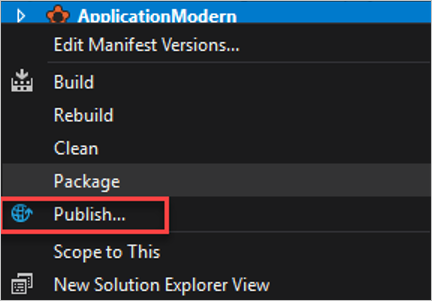 ApplicationModern
Edit Manifest Versions...
Build
Rebuild
Clean
Package
Publish...
Scope to This
New Solution Explorer View